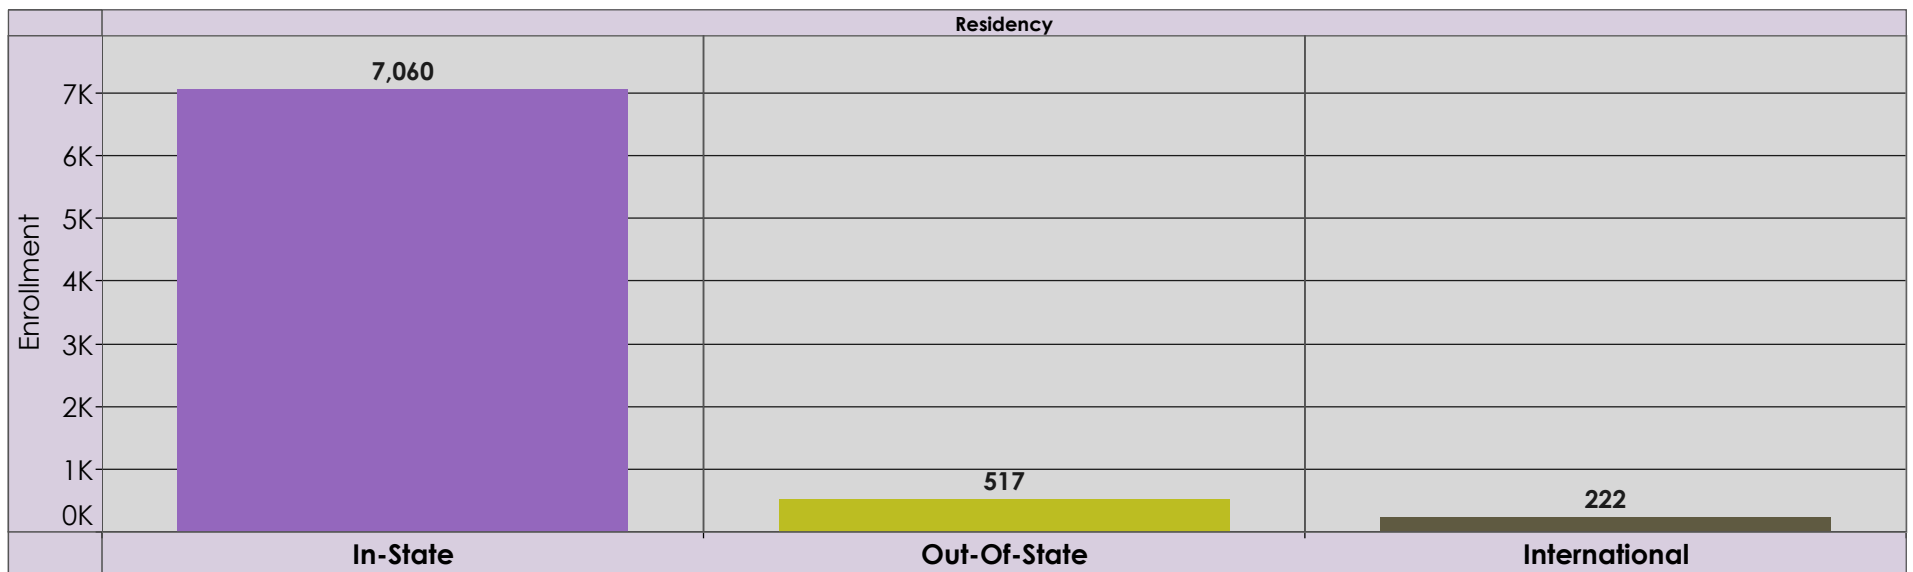 Residency
7,060
7K
6K
5K
4K
3K
2K
1K
0K
Enrollment
517
222
In-State
Out-Of-State
International